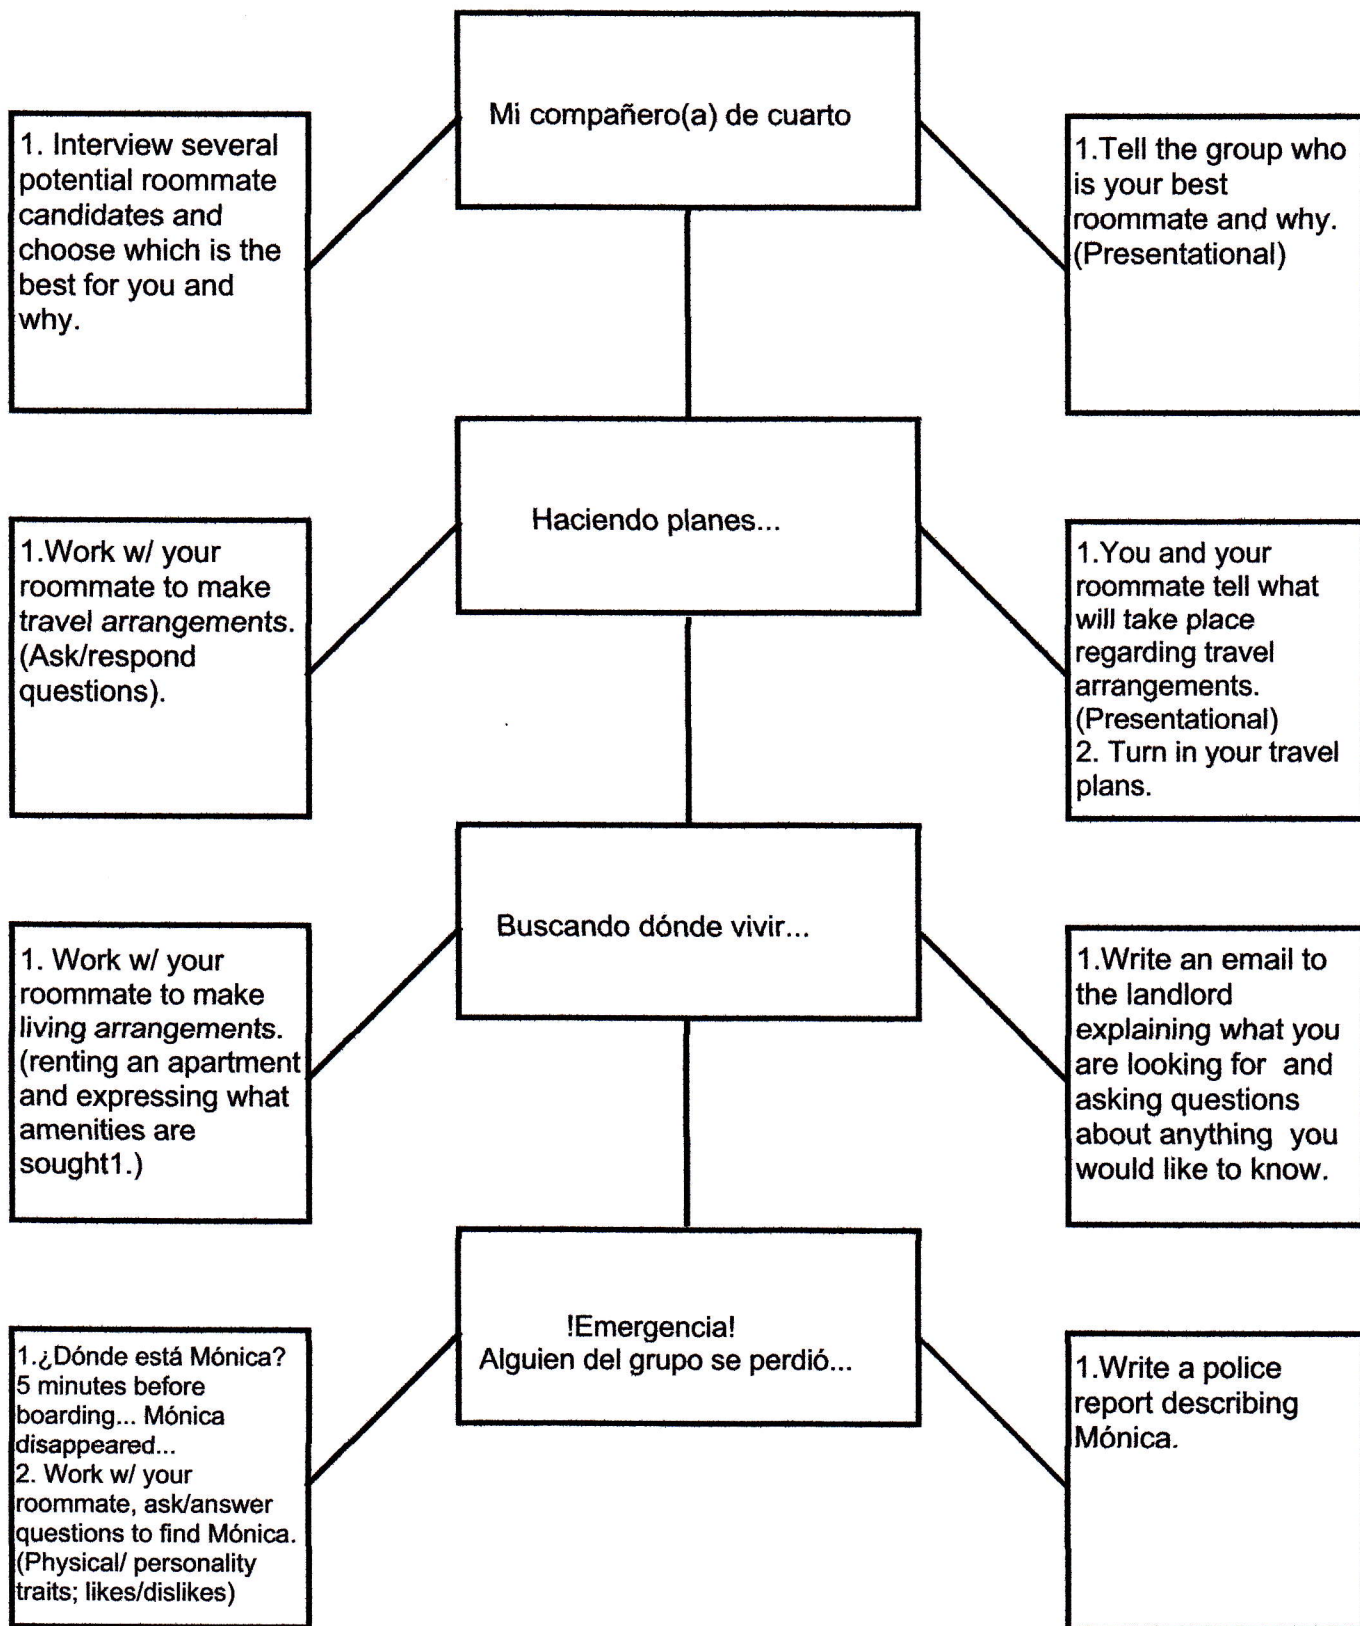 Mi compañero(a) de cuarto
1. Interview several
potential roommate
candidates and
choose which is the
best for you and
why.
1.Tell the group who
is your best
roommate and why.
(Presentational)
Haciendo planes...
1.Work w/ your
roommate to make
travel arrangements.
(Ask/respond
questions).
1.You and your
roommate tell what
will take place
regarding travel
arrangements.
(Presentational)
2. Turn in your travel
plans.
Buscando dónde vivir...
1. Work w/ your
roommate to make
living arrangements.
(renting an apartment
and expressing what
amenities are
sought1.)
1.Write an email to
the landlord
explaining what you
are looking for  and
asking questions
about anything  you
would like to know.
!Emergencia!
Alguien del grupo se perdió...
1.¿Dónde está Mónica?
5 minutes before
boarding... Mónica
disappeared...
2. Work w/ your
roommate, ask/answer
questions to find Mónica.
(Physical/ personality
traits; likes/dislikes)
1.Write a police
report describing
Mónica.